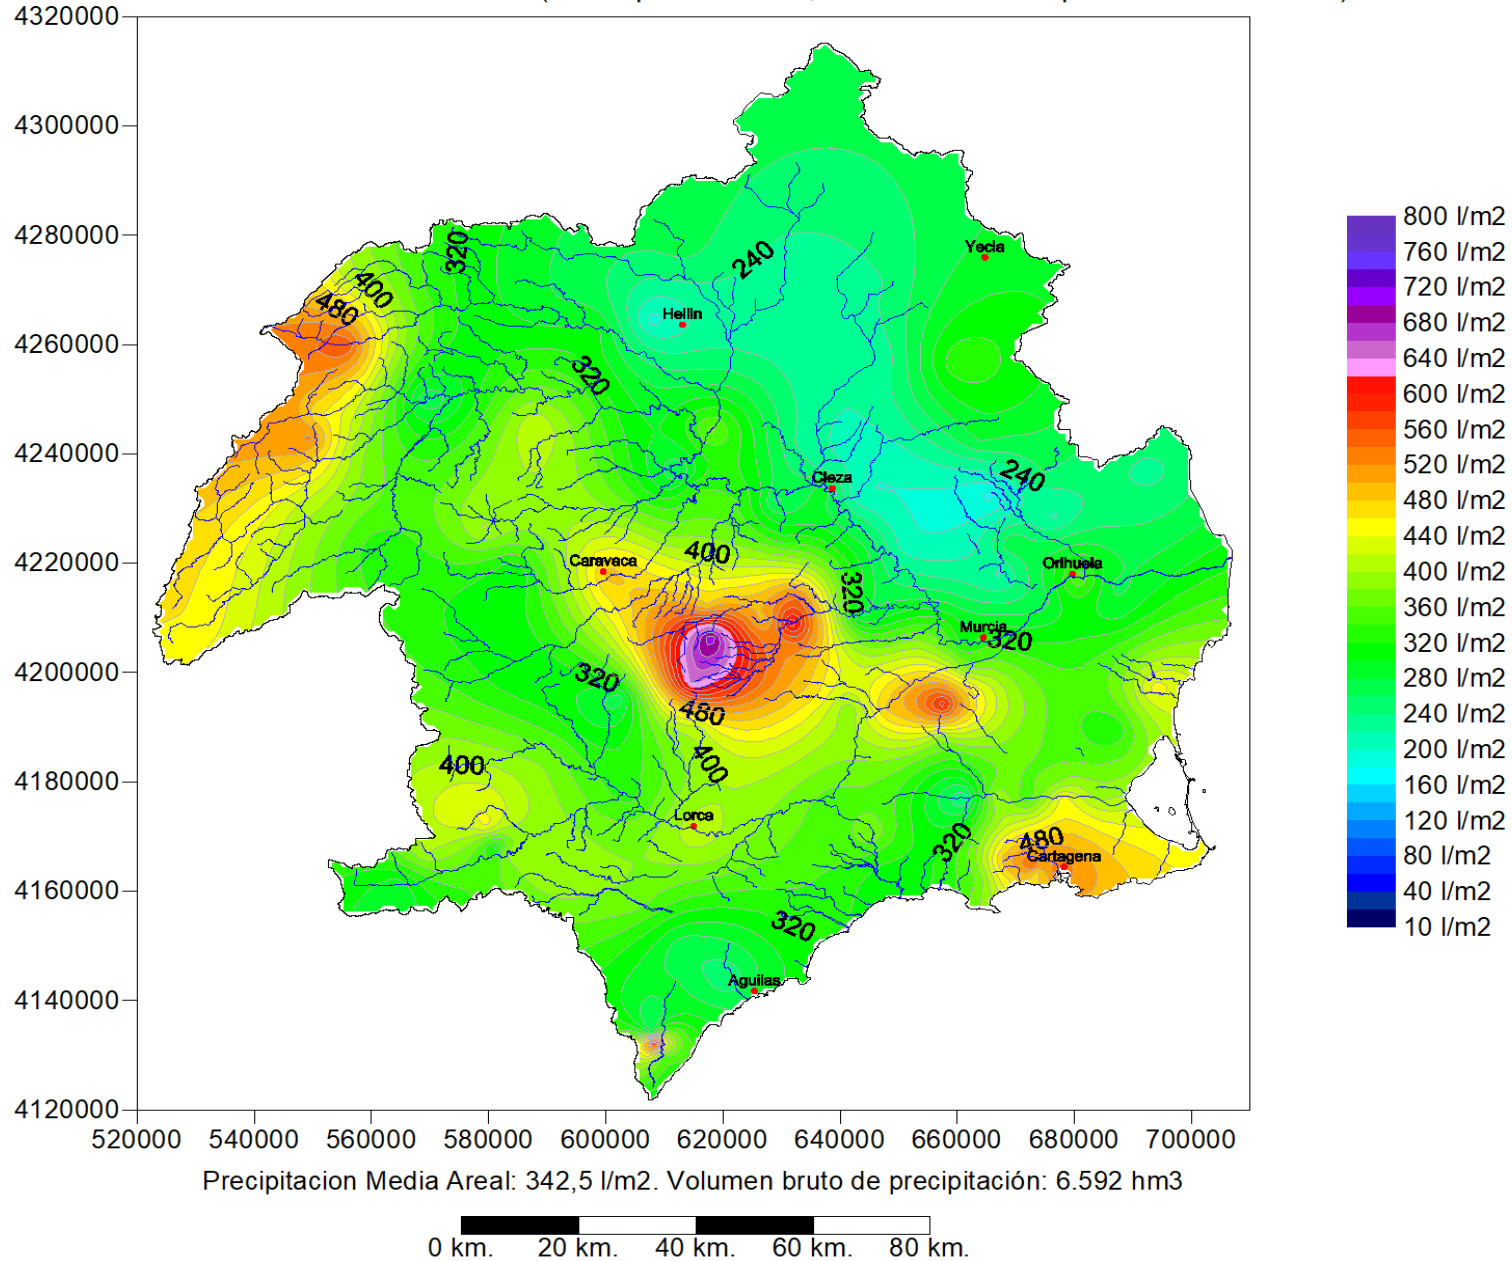 4320000
4300000
4280000
4260000
4240000
4220000
4200000
4180000
4160000
4140000
4120000
520000 540000 560000 580000 600000 620000 640000 660000 680000 700000
320
400
480
240
Yecla
Hellin
320
Cieza
240
Caravaca
400
320
Orihuela
Murcia
320
320
480
400
400
Lorca
320
480
Cartagena
320
Aguilas
800 l/m2
760 l/m2
720 l/m2
680 l/m2
640 l/m2
600 l/m2
560 l/m2
520 l/m2
480 l/m2
440 l/m2
400 l/m2
360 l/m2
320 l/m2
280 l/m2
240 l/m2
200 l/m2
160 l/m2
120 l/m2
80 l/m2
40 l/m2
10 l/m2
Precipitacion Media Areal: 342,5 l/m2. Volumen bruto de precipitación: 6.592 hm3
0 km. 20 km. 40 km. 60 km. 80 km.